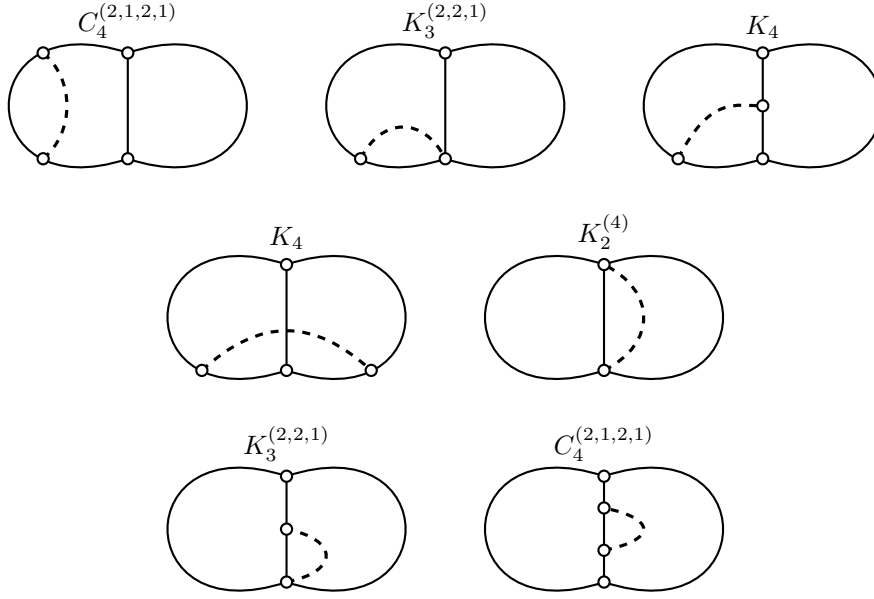 $C_4^{(2,1,2,1)}$
$K_3^{(2,2,1)}$
$K_4$
$K_4$
$K_2^{(4)}$
$K_3^{(2,2,1)}$
$C_4^{(2,1,2,1)}$